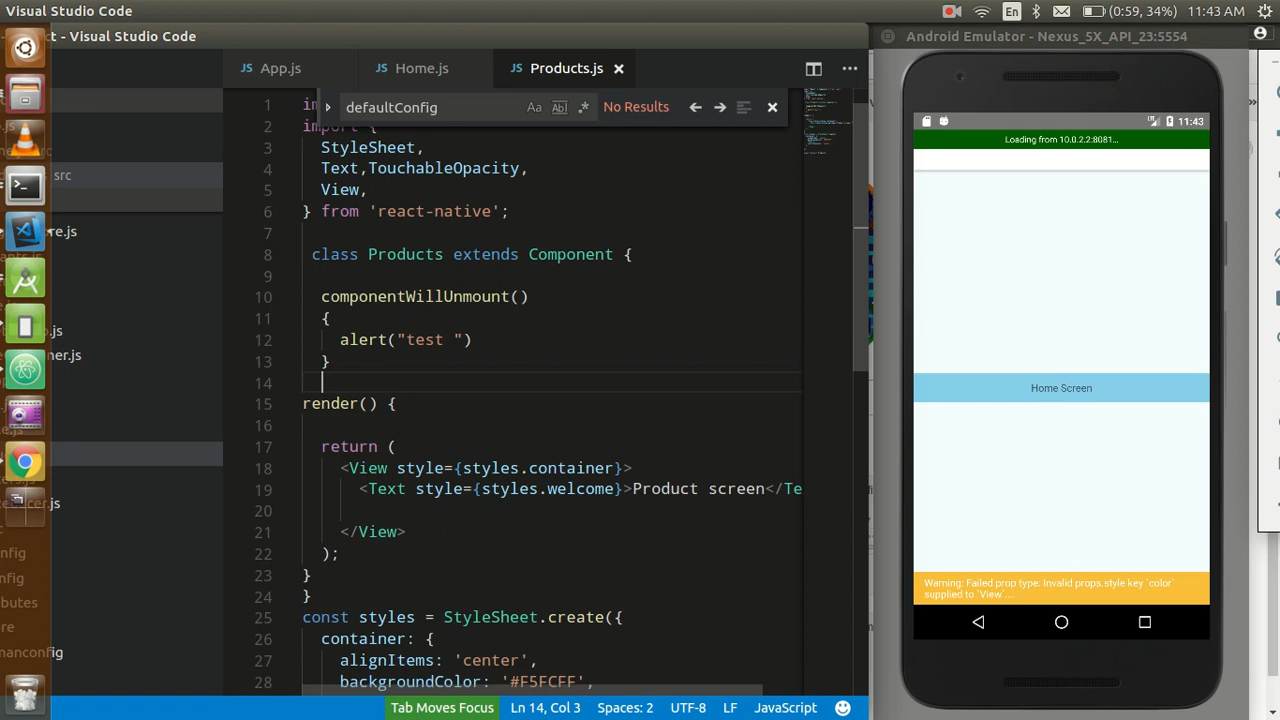 Visual Studio Code
En
(0:59, 34%)
11:43 AM
t - Visual Studio Code
Android Emulator - Nexus_5X_API_23:5554
JS App.js
JS Home.js
JS Products.js
defaultConfig
Aa
Abl
No Results
src
re.js
.js
ner.js
e.js
ers.js
ducer.js
nfig
nfig
ibutes
re
manconfig
1 im
2 import {
3 StyleSheet,
4 Text,TouchableOpacity,
5 View,
6 } from 'react-native';
7
8 class Products extends Component {
9
10 componentWillUnmount()
11 {
12 alert("test ")
13 }
14
15 render() {
16
17 return (
18 <View style={styles.container}>
19 <Text style={styles.welcome}>Product screen</Te
20
21 </View>
22 );
23 }
24 }
25 const styles = StyleSheet.create({
26 container: {
27 alignItems: 'center',
28 backgroundColor: '#F5FCFF',
Tab Moves Focus
Ln 14, Col 3
Spaces: 2
UTF-8
LF
JavaScript
11:43
Loading from 10.0.2.2:8081...
Home Screen
Warning: Failed prop type: Invalid props.style key `color`
supplied to `View`...